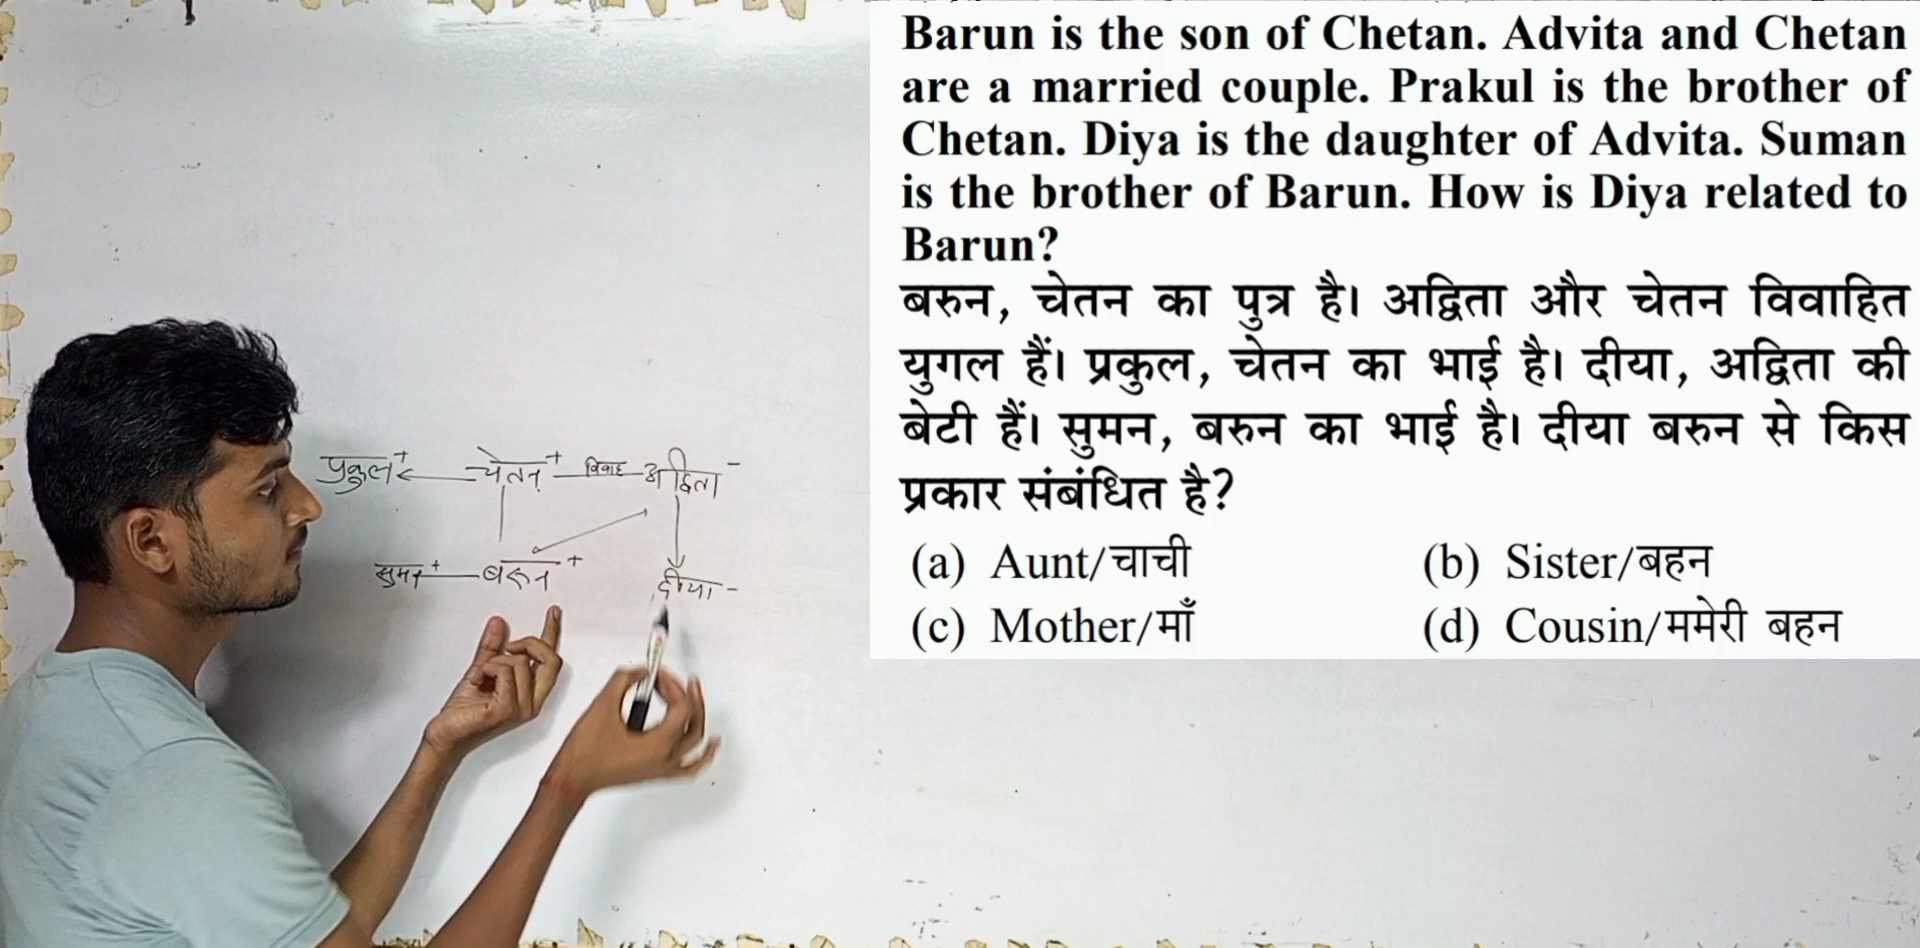 Barun is the son of Chetan. Advita and Chetan
are a married couple. Prakul is the brother of
Chetan. Diya is the daughter of Advita. Suman
is the brother of Barun. How is Diya related to
Barun?
बरुन, चेतन का पुत्र है। अद्विता और चेतन विवाहित
युगल हैं। प्रकुल, चेतन का भाई है। दीया, अद्विता की
बेटी हैं। सुमन, बरुन का भाई है। दीया बरुन से किस
प्रकार संबंधित है?
(a) Aunt/चाची (b) Sister/बहन
(c) Mother/माँ (d) Cousin/ममेरी बहन
प्रकुल + चेतन + विवाह अद्विता -
सुमन + बरुन + दीया -